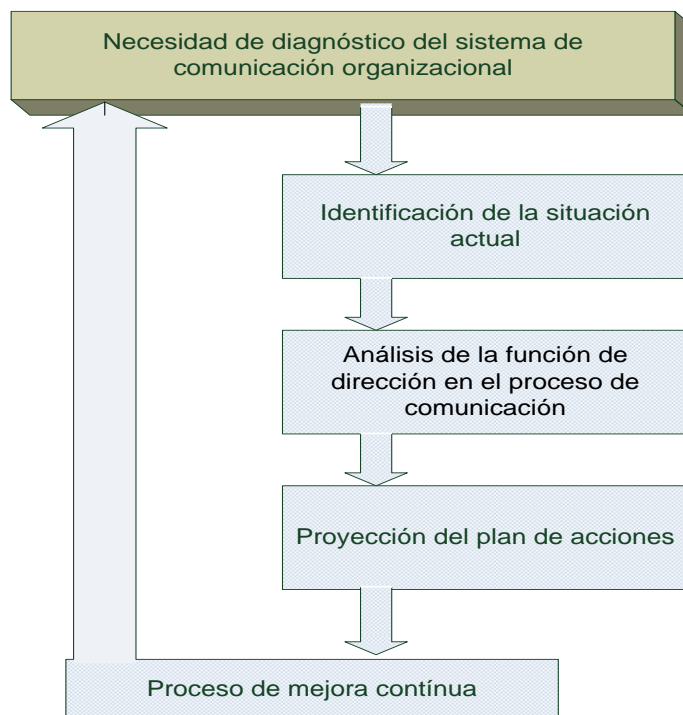 Necesidad de diagnóstico del sistema de
comunicación organizacional
Identificación de la situación
actual
Análisis de la función de
dirección en el proceso de
comunicación
Proyección del plan de acciones
Proceso de mejora contínua